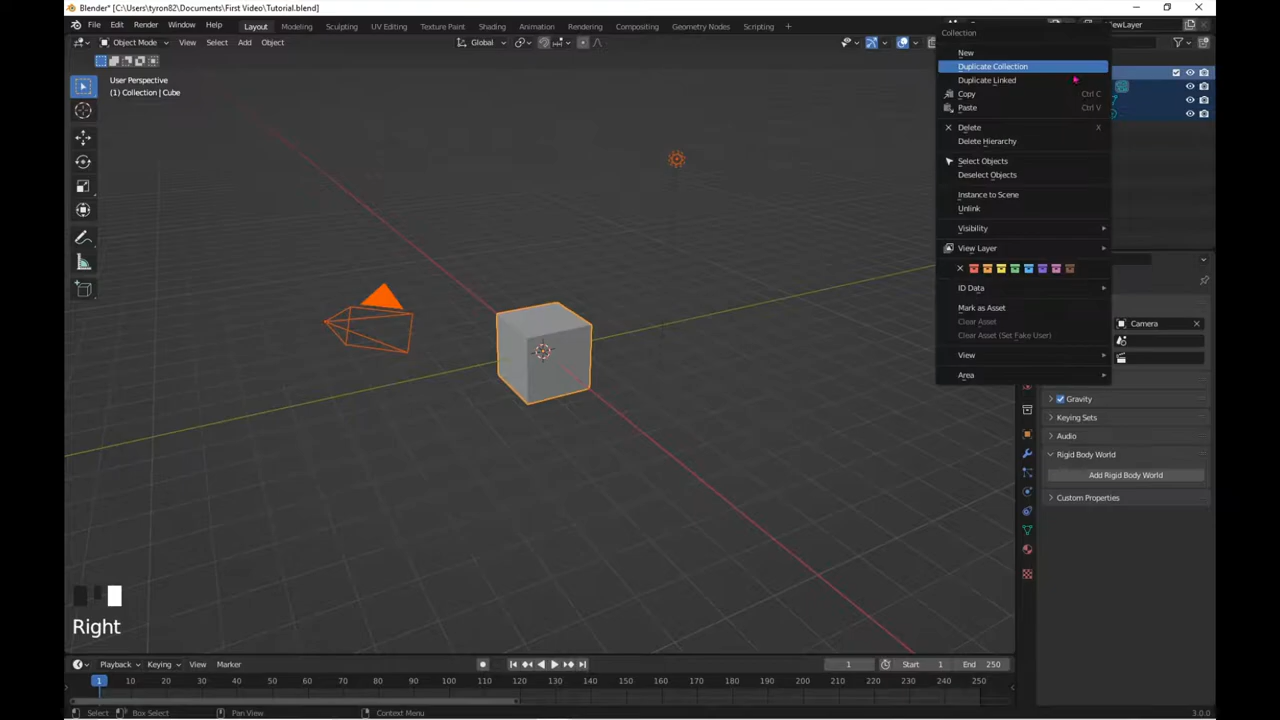 Blender* [C:\Users\tyron82\Documents\First Video\Tutorial.blend]
File Edit Render Window Help Layout Modeling Sculpting UV Editing Texture Paint Shading Animation Rendering Compositing Geometry Nodes Scripting + ViewLayer
Object Mode View Select Add Object Global
User Perspective
(1) Collection | Cube
Collection
New
Duplicate Collection
Duplicate Linked
Copy Ctrl C
Paste Ctrl V
Delete X
Delete Hierarchy
Select Objects
Deselect Objects
Instance to Scene
Unlink
Visibility
View Layer
ID Data
Mark as Asset
Clear Asset
Clear Asset (Set Fake User)
View
Area
Camera
Gravity
Keying Sets
Audio
Rigid Body World
Add Rigid Body World
Custom Properties
Right
Playback Keying View Marker 1 Start 1 End 250
1 10 20 30 40 50 60 70 80 90 100 110 120 130 140 150 160 170 180 190 200 210 220 230 240 250
Select Box Select Pan View Context Menu 3.0.0